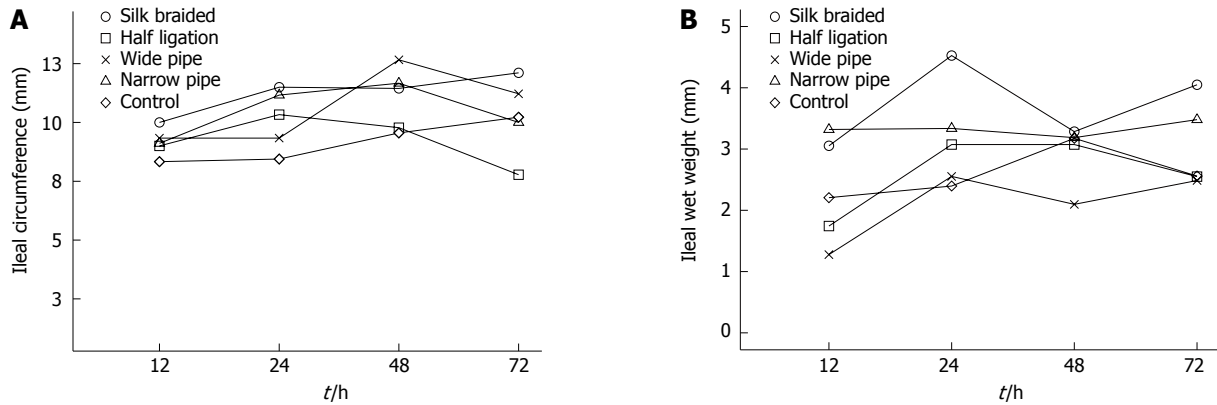 A
Silk braided
Half ligation
Wide pipe
Narrow pipe
Control
Ileal circumference (mm)
13
10
8
5
3
12 24 48 72
t/h
B
Silk braided
Half ligation
Wide pipe
Narrow pipe
Control
Ileal wet weight (mm)
5
4
3
2
1
0
12 24 48 72
t/h